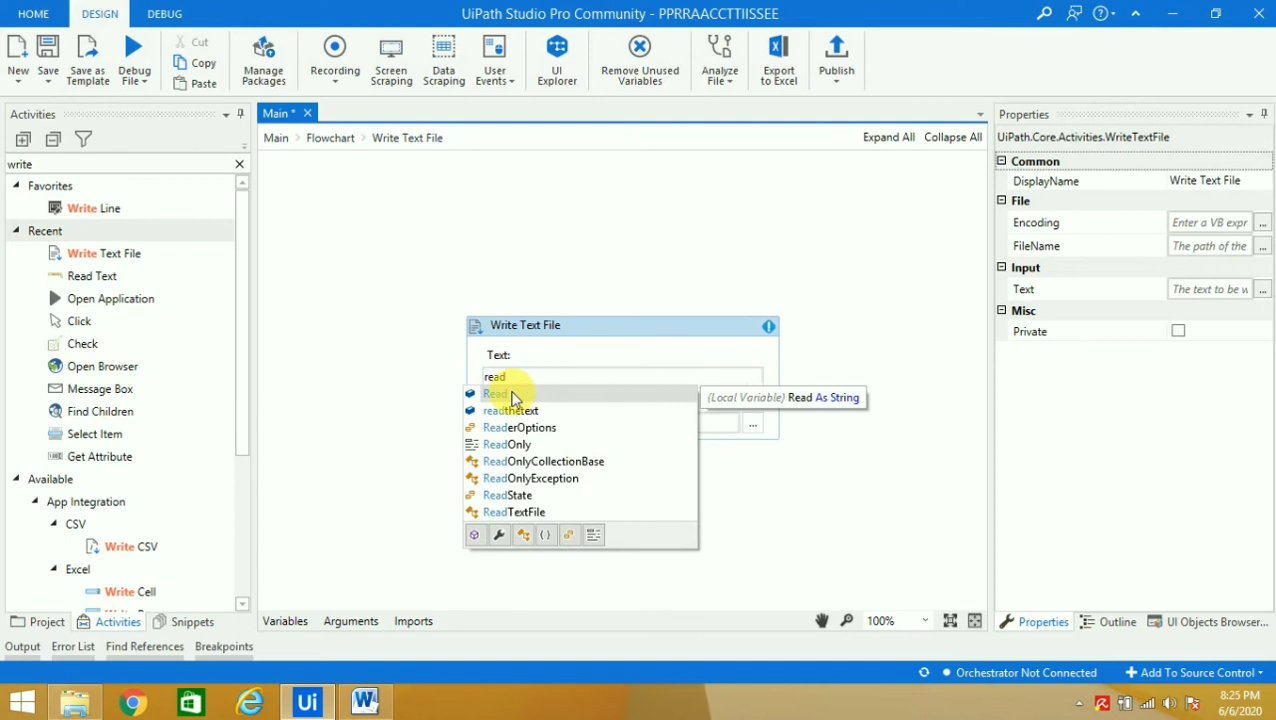 HOME DESIGN DEBUG UiPath Studio Pro Community - PPRRAACCTTIISSEE
New Save Save as Template Debug File Cut Copy Paste Manage Packages Recording Screen Scraping Data Scraping User Events UI Explorer Remove Unused Variables Analyze File Export to Excel Publish
Activities
write
Favorites
Write Line
Recent
Write Text File
Read Text
Open Application
Click
Check
Open Browser
Message Box
Find Children
Select Item
Get Attribute
Available
App Integration
CSV
Write CSV
Excel
Write Cell
Project Activities Snippets
Main *
Main > Flowchart > Write Text File Expand All Collapse All
Write Text File
Text:
read
Read
readthetext
ReaderOptions
ReadOnly
ReadOnlyCollectionBase
ReadOnlyException
ReadState
ReadTextFile
(Local Variable) Read As String
...
Variables Arguments Imports 100%
Properties
UiPath.Core.Activities.WriteTextFile
Common
DisplayName Write Text File
File
Encoding Enter a VB expr ...
FileName The path of the ...
Input
Text The text to be w ...
Misc
Private
Properties Outline UI Objects Browser...
Output Error List Find References Breakpoints
Orchestrator Not Connected Add To Source Control
Ui
8:25 PM
6/6/2020